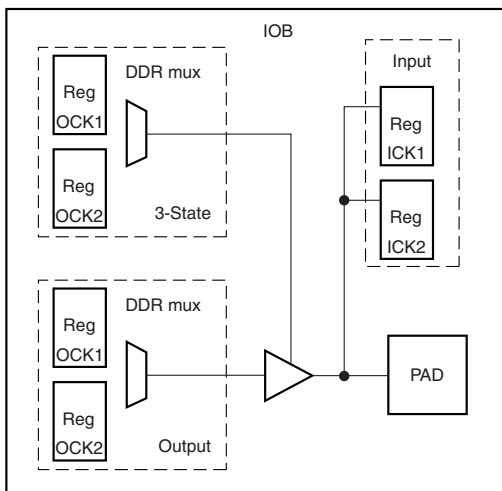 IOB
DDR mux
Reg
OCK1
Reg
OCK2
3-State
Input
Reg
ICK1
Reg
ICK2
DDR mux
Reg
OCK1
Reg
OCK2
Output
PAD